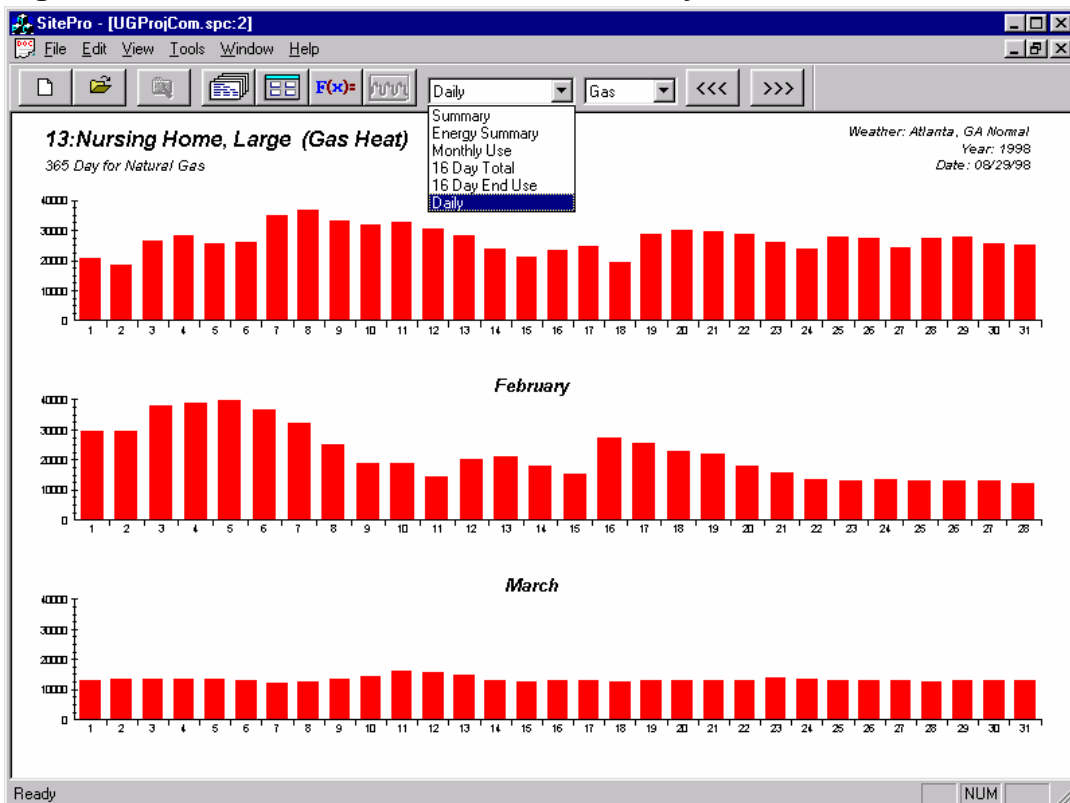 SitePro - [UGProjCom.spc:2]
File Edit View Tools Window Help
F(x)= Daily Gas <<< >>>
Summary
Energy Summary
Monthly Use
16 Day Total
16 Day End Use
Daily
13:Nursing Home, Large (Gas Heat)
365 Day for Natural Gas
Weather: Atlanta, GA Normal
Year: 1998
Date: 08/29/98
40000
30000
20000
10000
0
1 2 3 4 5 6 7 8 9 10 11 12 13 14 15 16 17 18 19 20 21 22 23 24 25 26 27 28 29 30 31
February
40000
30000
20000
10000
0
1 2 3 4 5 6 7 8 9 10 11 12 13 14 15 16 17 18 19 20 21 22 23 24 25 26 27 28
March
40000
30000
20000
10000
0
1 2 3 4 5 6 7 8 9 10 11 12 13 14 15 16 17 18 19 20 21 22 23 24 25 26 27 28 29 30 31
Ready NUM